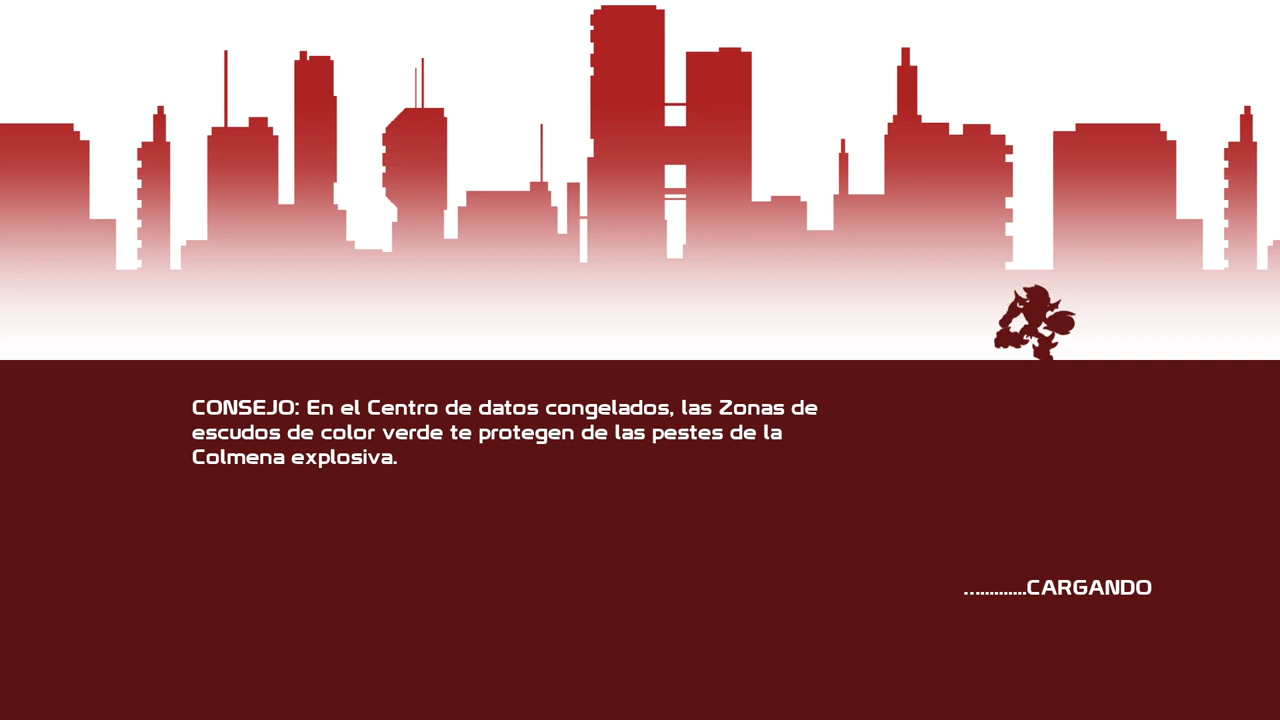 CONSEJO: En el Centro de datos congelados, las Zonas de
escudos de color verde te protegen de las pestes de la
Colmena explosiva.
.............CARGANDO